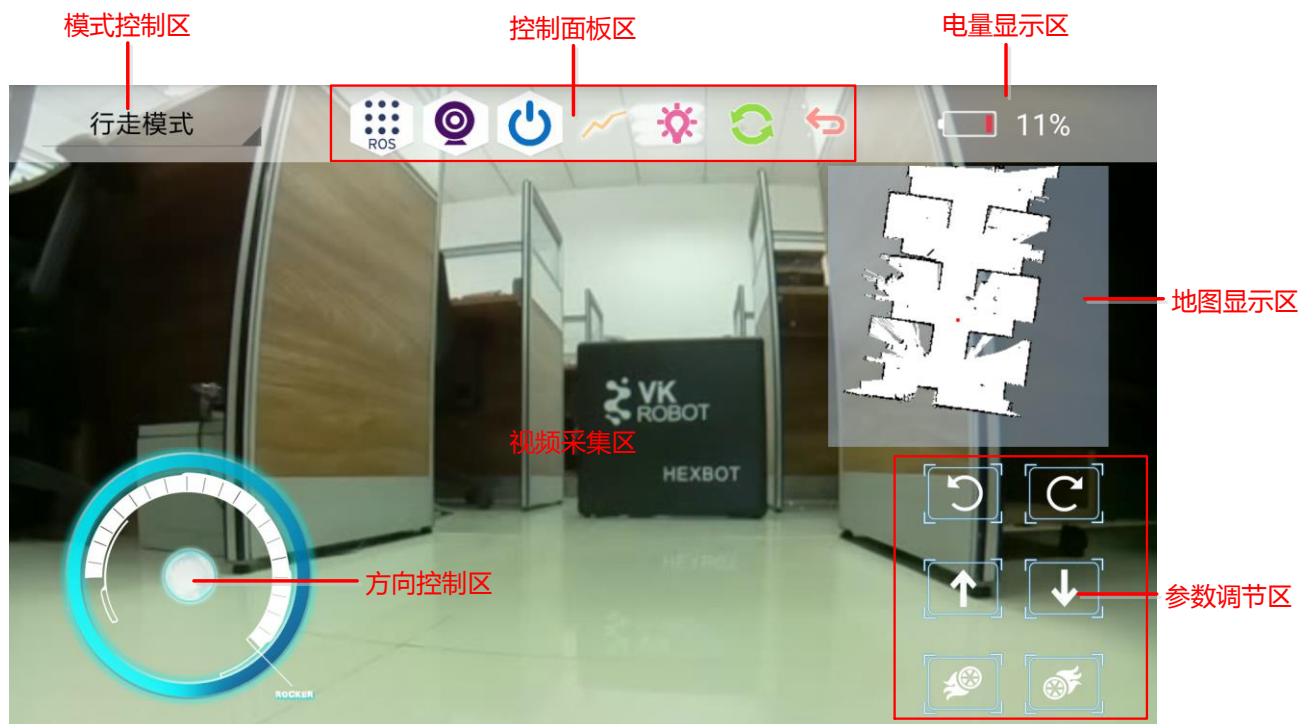 模式控制区
控制面板区
电量显示区
行走模式
ROS
11%
地图显示区
VK
ROBOT
视频采集区
HEXBOT
方向控制区
参数调节区
ROCKER